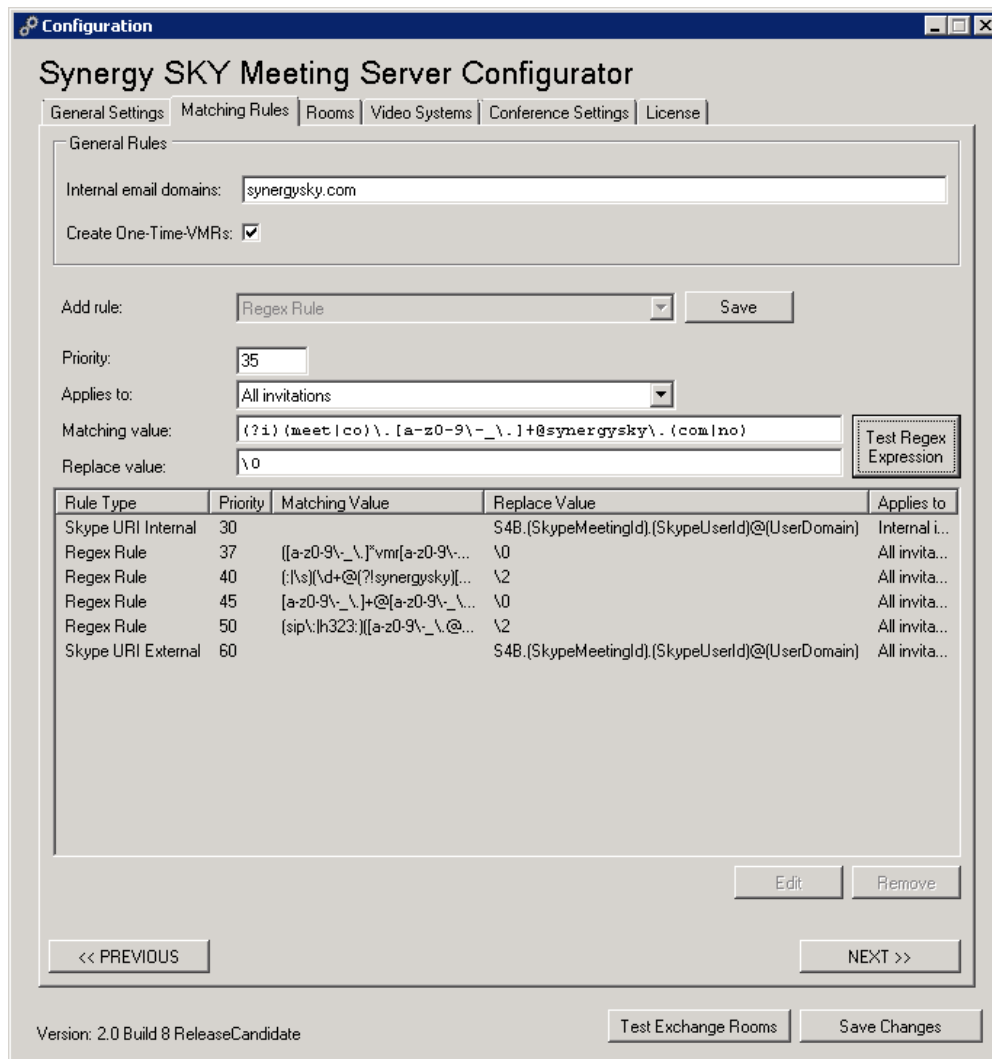 Configuration
Synergy SKY Meeting Server Configurator
General Settings Matching Rules Rooms Video Systems Conference Settings License
General Rules
Internal email domains: synergysky.com
Create One-Time-VMRs:
Add rule: Regex Rule Save
Priority: 35
Applies to: All invitations
Matching value: (?i)(meet|co)\.[a-z0-9\-_\.]+@synergysky\.(com|no)
Test Regex Expression
Replace value: \0
Rule Type Priority Matching Value Replace Value Applies to
Skype URI Internal 30 S4B.(SkypeMeetingId).(SkypeUserId)@(UserDomain) Internal i...
Regex Rule 37 ([a-z0-9\-_\.]*vmr[a-z0-9\-... \0 All invita...
Regex Rule 40 (:|\s)(\d+@(?!synergysky)[... \2 All invita...
Regex Rule 45 [a-z0-9\-_\.]+@[a-z0-9\-_\... \0 All invita...
Regex Rule 50 (sip\:|h323:)([a-z0-9\-_\.@... \2 All invita...
Skype URI External 60 S4B.(SkypeMeetingId).(SkypeUserId)@(UserDomain) All invita...
Edit Remove
<< PREVIOUS NEXT >>
Version: 2.0 Build 8 ReleaseCandidate Test Exchange Rooms Save Changes